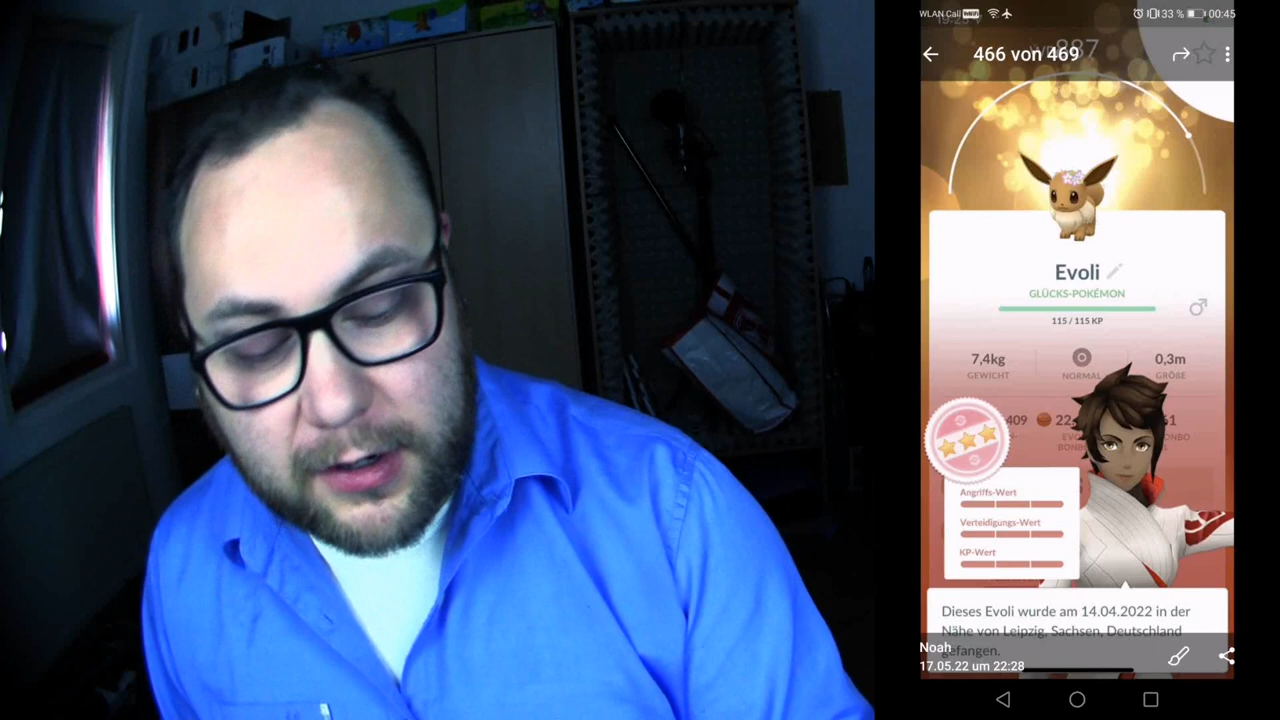 WLAN Call
33 %
00:45
466 von 469
Evoli
GLÜCKS-POKÉMON
115 / 115 KP
7,4kg
0,3m
GEWICHT
NORMAL
GRÖSSE
409
22
Angriffs-Wert
Verteidigungs-Wert
KP-Wert
Dieses Evoli wurde am 14.04.2022 in der
Nähe von Leipzig, Sachsen, Deutschland
gefangen.
Noah
17.05.22 um 22:28